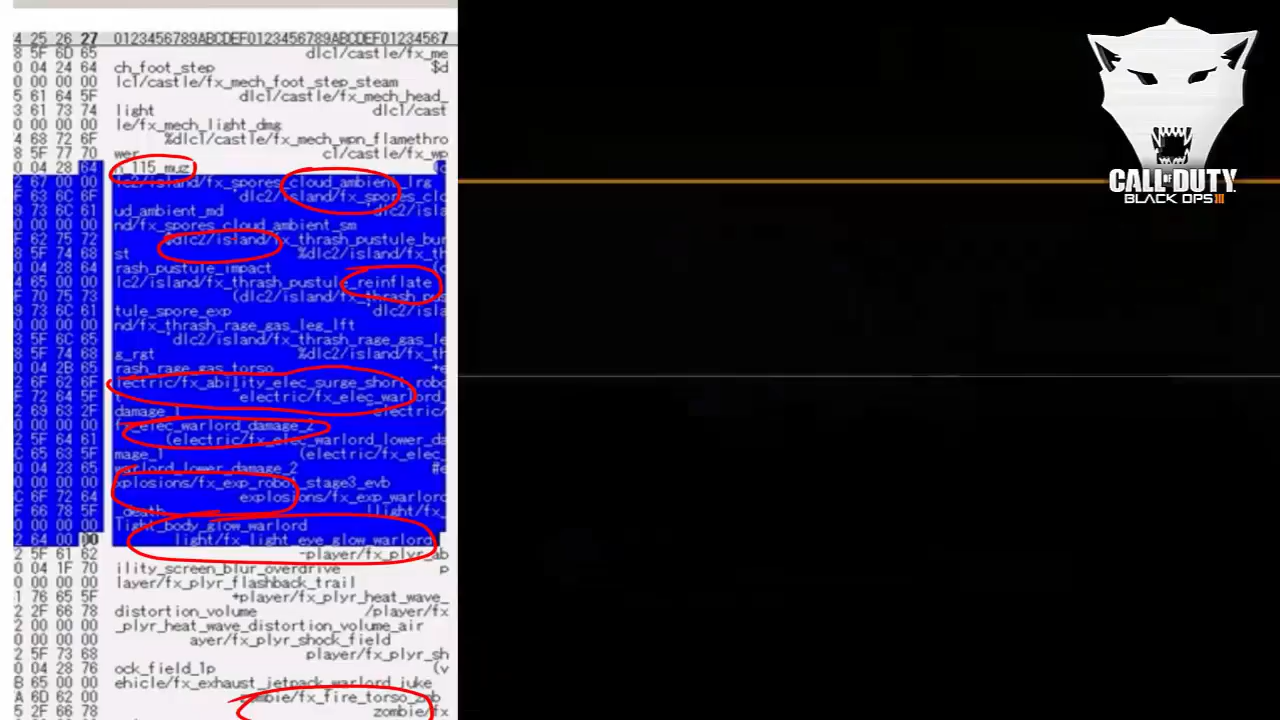 4 25 26 27 0123456789ABCDEF0123456789ABCDEF01234567
8 5F 6D 65 dlc1/castle/fx_me
0 04 24 64 ch_foot_step $d
0 00 00 00 lc1/castle/fx_mech_foot_step_steam
5 61 64 5F dlc1/castle/fx_mech_head_
3 61 73 74 light dlc1/cast
0 00 00 00 le/fx_mech_light_dmg
4 68 72 6F %dlc1/castle/fx_mech_wpn_flamethro
8 5F 77 70 wer c1/castle/fx_wp
0 04 28 64 n_115_muz (d
2 67 00 00 lc2/island/fx_spores_cloud_ambient_lrg
F 63 6C 6F 'dlc2/island/fx_spores_clo
9 73 6C 61 ud_ambient_md 'dlc2/isla
0 00 00 00 nd/fx_spores_cloud_ambient_sm
F 62 75 72 $dlc2/island/fx_thrash_pustule_bur
8 5F 74 68 st %dlc2/island/fx_th
0 04 28 64 rash_pustule_impact (d
4 65 00 00 lc2/island/fx_thrash_pustule_reinflate
F 70 75 73 (dlc2/island/fx_thrash_pus
9 73 6C 61 tule_spore_exp 'dlc2/isla
0 00 00 00 nd/fx_thrash_rage_gas_leg_lft
3 5F 6C 65 'dlc2/island/fx_thrash_rage_gas_le
8 5F 74 68 g_rgt %dlc2/island/fx_th
0 04 2B 65 rash_rage_gas_torso +e
2 6F 62 6F lectric/fx_ability_elec_surge_short_robo
F 72 64 5F t electric/fx_elec_warlord_
2 69 63 2F damage_1 electric/
0 00 00 00 fx_elec_warlord_damage_2
2 5F 64 61 (electric/fx_elec_warlord_lower_da
C 65 63 5F mage_1 (electric/fx_elec_
0 04 23 65 warlord_lower_damage_2 #e
0 00 00 00 xplosions/fx_exp_robot_stage3_evb
C 6F 72 64 explosions/fx_exp_warlord
F 66 78 5F _death light/fx_
0 00 00 00 light_body_glow_warlord
2 64 00 00 light/fx_light_eye_glow_warlord
2 5F 61 62 -player/fx_plyr_ab
0 04 1F 70 ility_screen_blur_overdrive p
0 00 00 00 layer/fx_plyr_flashback_trail
1 76 65 5F +player/fx_plyr_heat_wave_
2 2F 66 78 distortion_volume /player/fx
2 00 00 00 _plyr_heat_wave_distortion_volume_air
0 00 00 00 ayer/fx_plyr_shock_field
2 5F 73 68 player/fx_plyr_sh
0 04 28 76 ock_field_1p (v
B 65 00 00 ehicle/fx_exhaust_jetpack_warlord_juke
A 6D 62 00 zombie/fx_fire_torso_zmb
5 2F 66 78 zombie/fx
CALL OF DUTY
BLACK OPS III